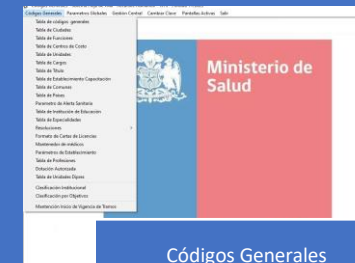 Códigos Generales Parámetros Globales Gestión Central Cambiar Clave Pantallas Activas Salir
Tabla de códigos generales
Tabla de Ciudades
Tabla de Funciones
Tabla de Centros de Costo
Tabla de Unidades
Tabla de Cargos
Tabla de Título
Tabla de Establecimiento Capacitación
Tabla de Comunas
Tabla de Países
Parametro de Alerta Sanitaria
Tabla de Institución de Educación
Tabla de Especialidades
Resoluciones
Formato de Cartas de Licencias
Mantenedor de médicos
Parámetros de Establecimiento
Tabla de Profesiones
Dotación Autorizada
Tabla de Unidades Dipres
Clasificación Institucional
Clasificación por Objetivos
Mantención Inicio de Vigencia de Tramos
Ministerio de
Salud
Códigos Generales